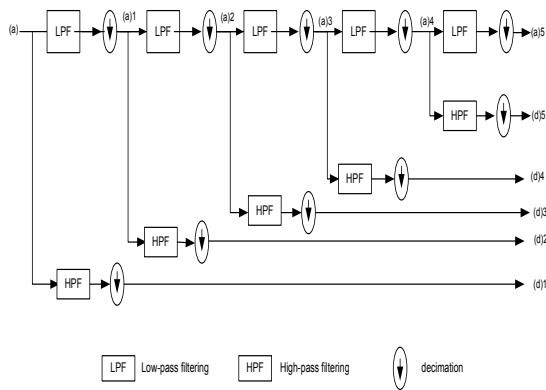 (a) LPF (a)1 LPF (a)2 LPF (a)3 LPF (a)4 LPF (a)5
HPF (d)5
HPF (d)4
HPF (d)3
HPF (d)2
HPF (d)1
LPF Low-pass filtering HPF High-pass filtering decimation